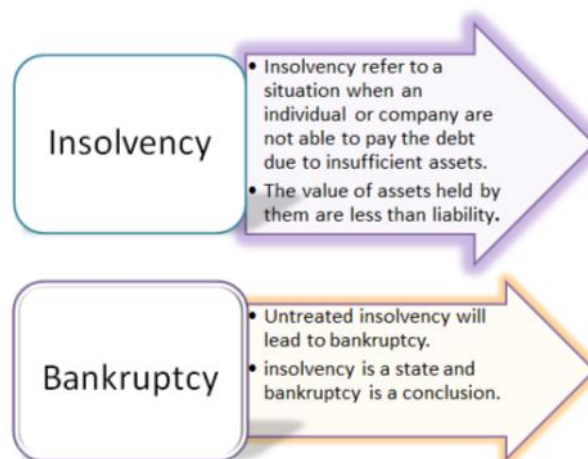 Insolvency
• Insolvency refer to a
situation when an
individual or company are
not able to pay the debt
due to insufficient assets.
• The value of assets held by
them are less than liability.
Bankruptcy
• Untreated insolvency will
lead to bankruptcy.
• insolvency is a state and
bankruptcy is a conclusion.